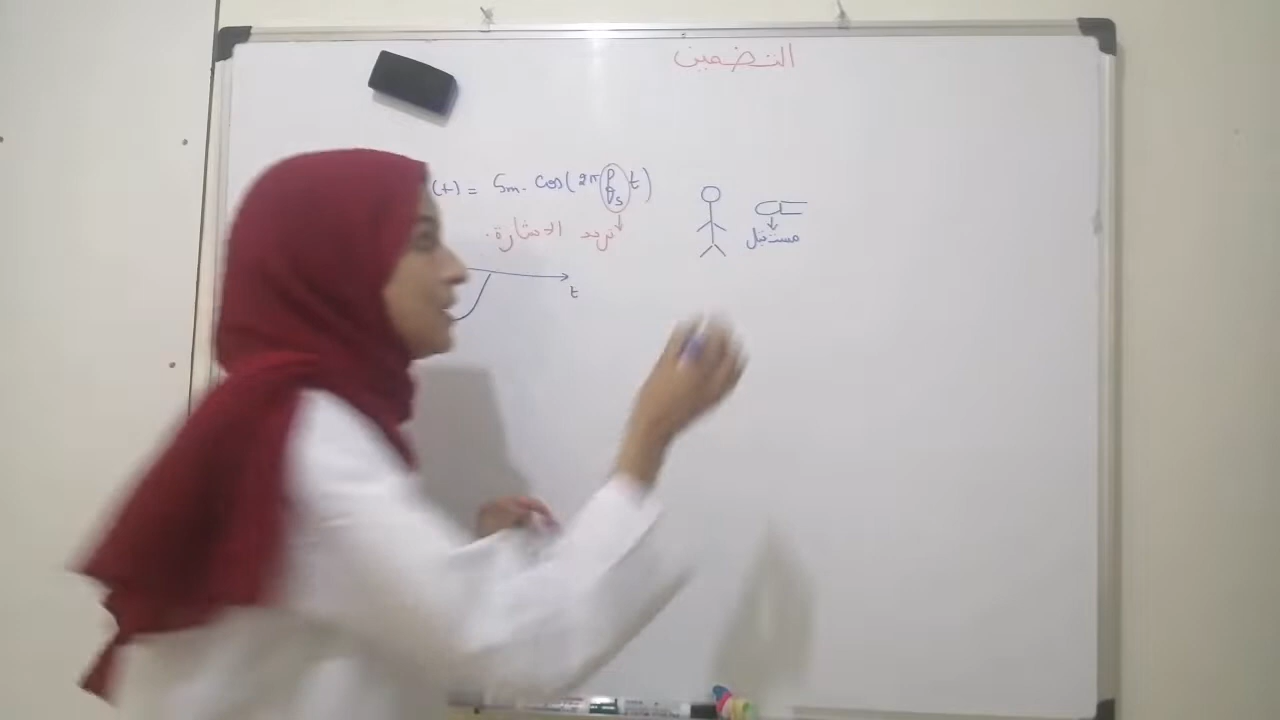 التضمين
(t) = Sm. cos(2π fs t)
تردد الاشارة.
مستقبل
t